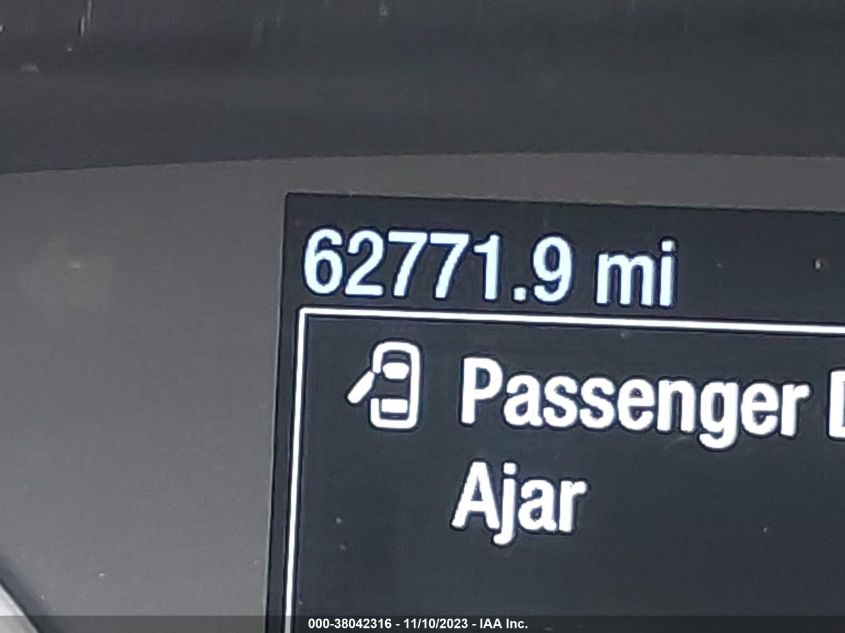 62771.9 mi
Passenger
Ajar
000-38042316 - 11/10/2023 - IAA Inc.